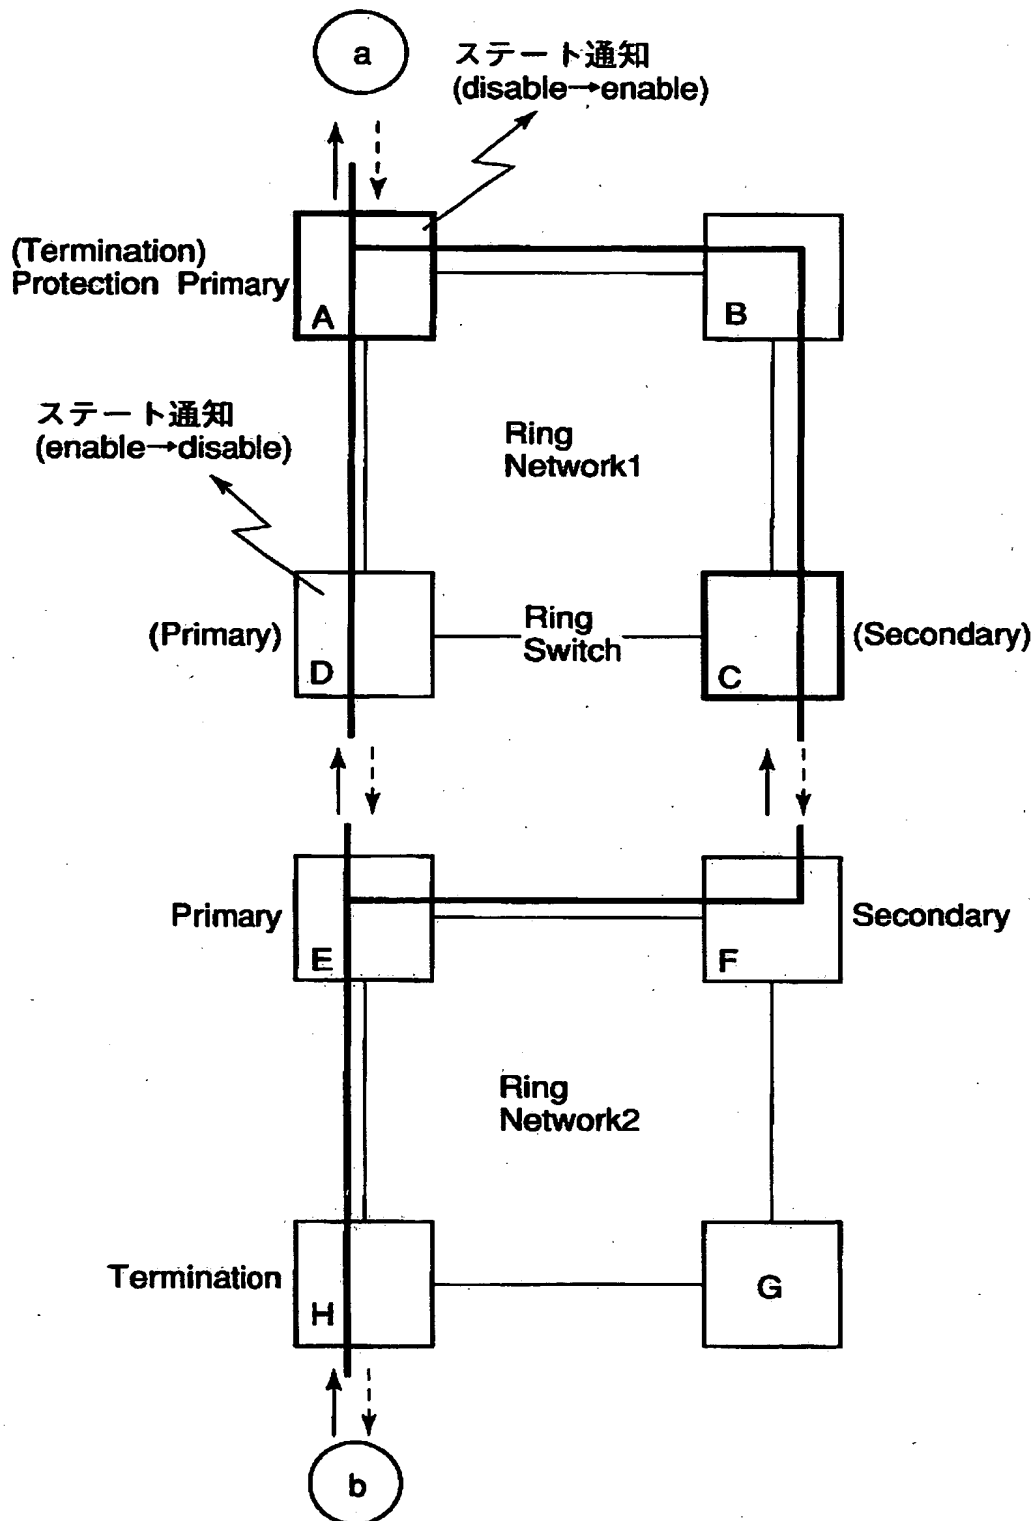 a
ステート通知
(disable→enable)
(Termination)
Protection Primary
A
B
ステート通知
(enable→disable)
Ring
Network1
(Primary)
D
Ring
Switch
C
(Secondary)
Primary
E
F
Secondary
Ring
Network2
Termination
H
G
b